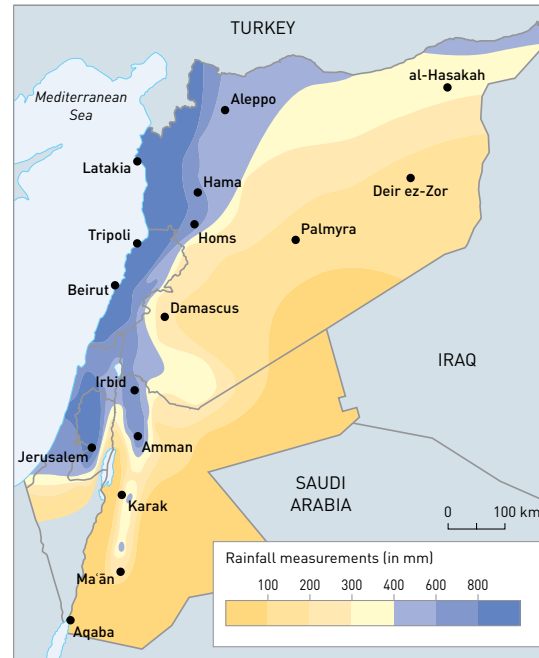 TURKEY
al-Hasakah
Mediterranean
Sea
Aleppo
Latakia
Hama
Deir ez-Zor
Tripoli
Homs
Palmyra
Beirut
Damascus
IRAQ
Irbid
Jerusalem
Amman
SAUDI
ARABIA
Karak
0 100 km
Rainfall measurements (in mm)
100 200 300 400 600 800
Ma'ān
Aqaba